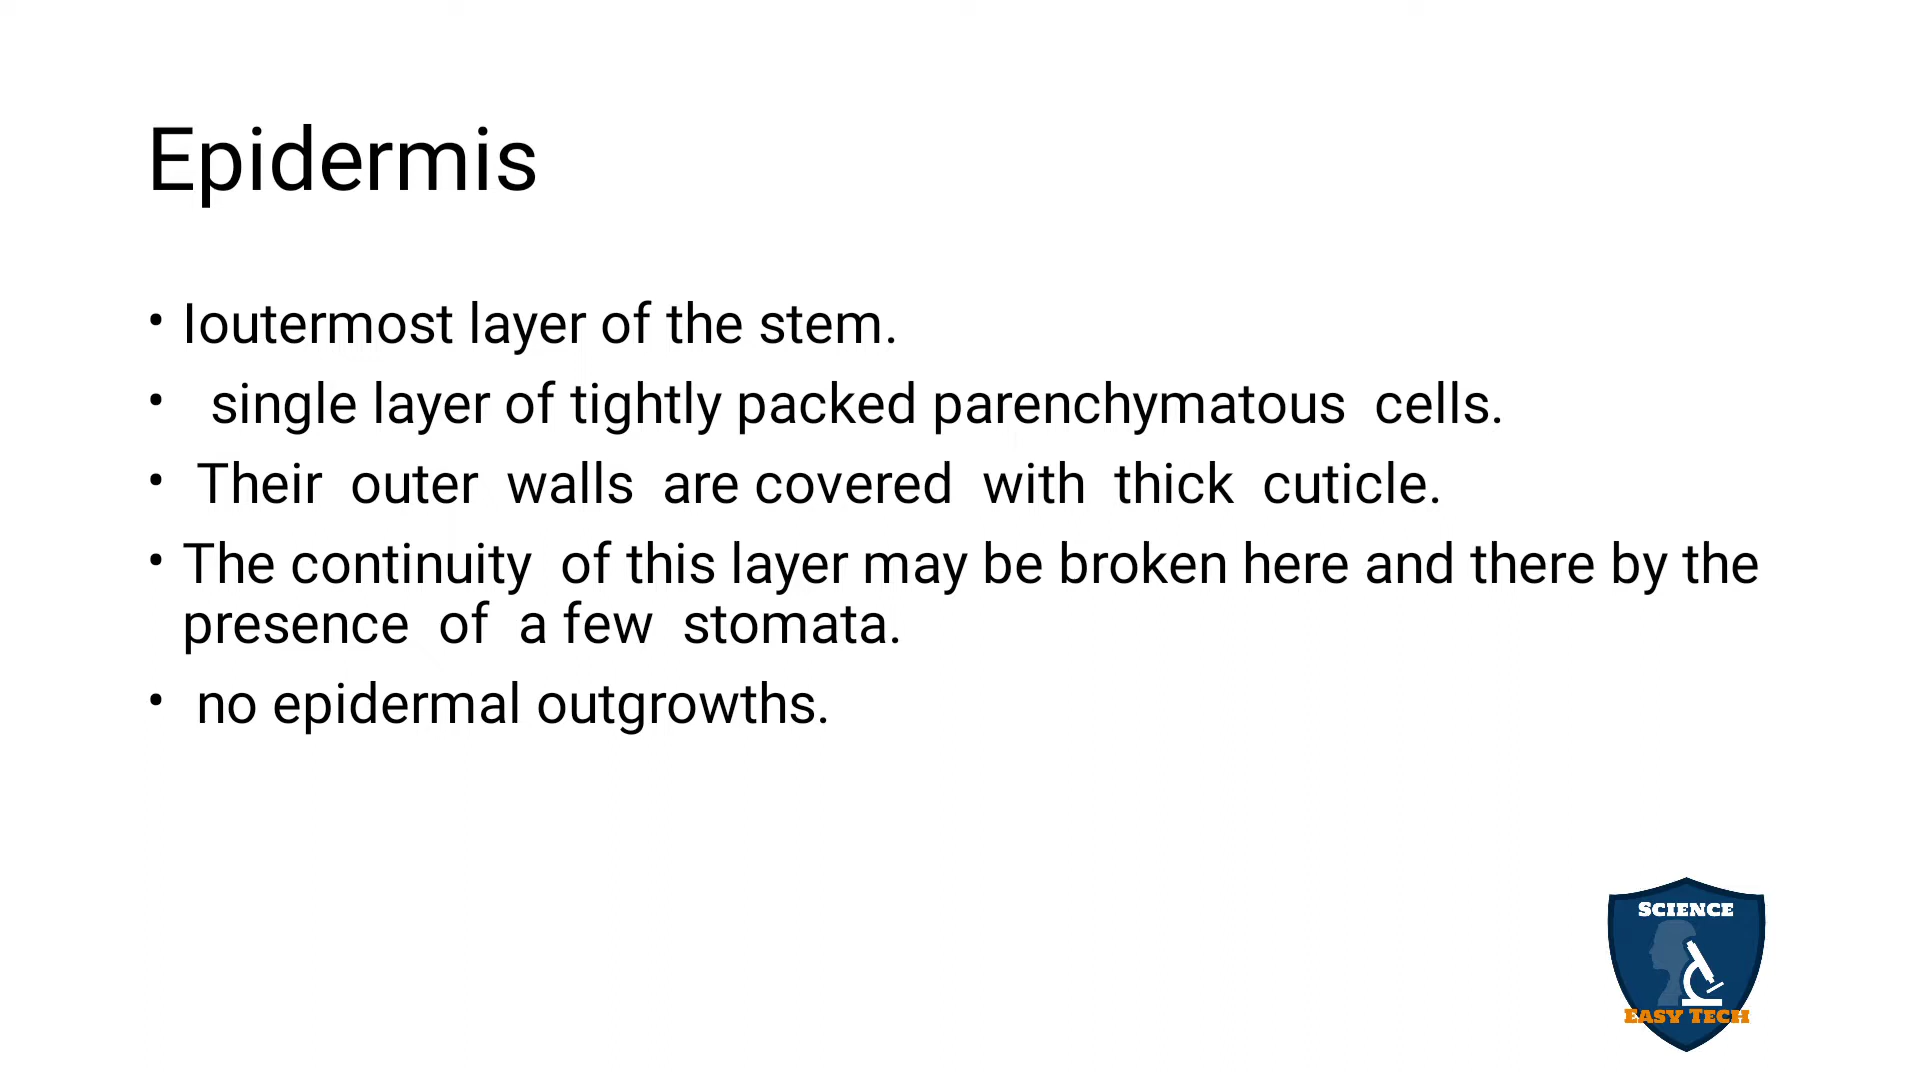 Epidermis
• Ioutermost layer of the stem.
•  single layer of tightly packed parenchymatous  cells.
• Their  outer  walls  are covered  with  thick  cuticle.
• The continuity  of this layer may be broken here and there by the
presence  of  a few  stomata.
• no epidermal outgrowths.
SCIENCE
EASY TECH